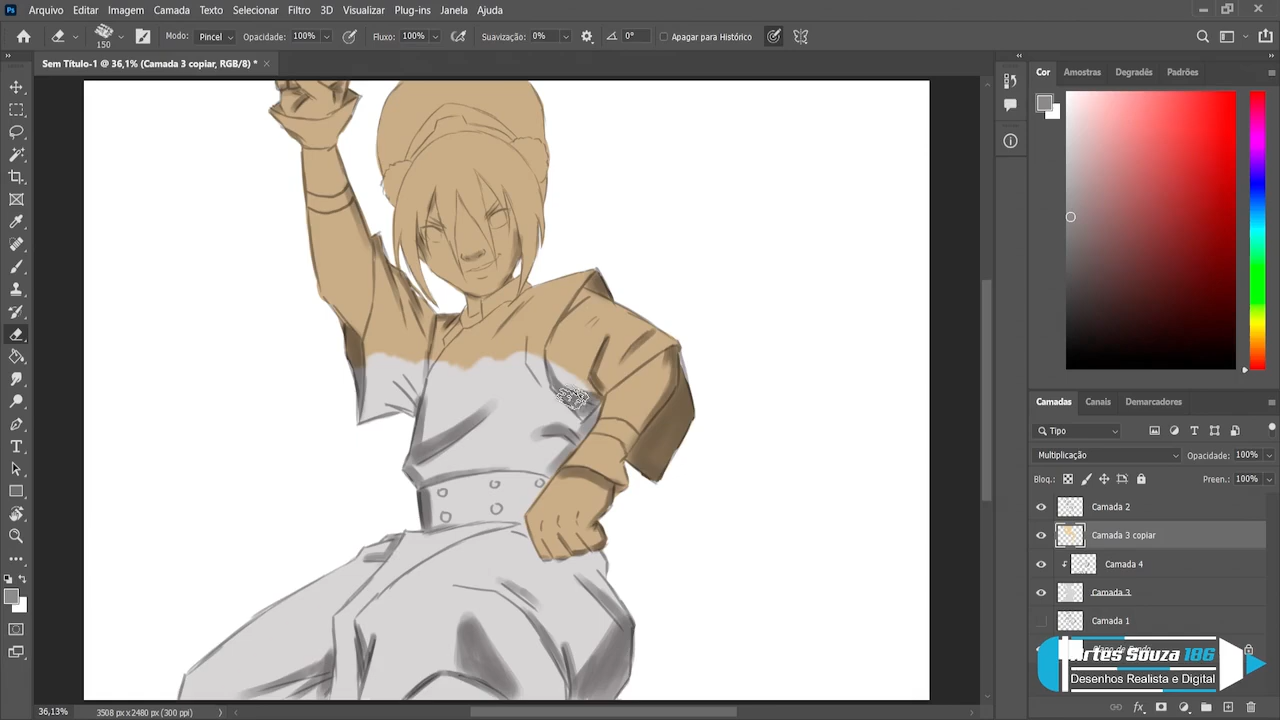 Ps Arquivo Editar Imagem Camada Texto Selecionar Filtro 3D Visualizar Plug-ins Janela Ajuda
150 Modo: Pincel Opacidade: 100% Fluxo: 100% Suavização: 0% 0° Apagar para Histórico
Sem Título-1 @ 36,1% (Camada 3 copiar, RGB/8) *
Cor Amostras Degradês Padrões
Camadas Canais Demarcadores
Tipo
Multiplicação Opacidade: 100%
Bloq.: Preen.: 100%
Camada 2
Camada 3 copiar
Camada 4
Camada 3
Camada 1
Artes Souza 186
Desenhos Realista e Digital
36,13% 3508 px x 2480 px (300 ppi)